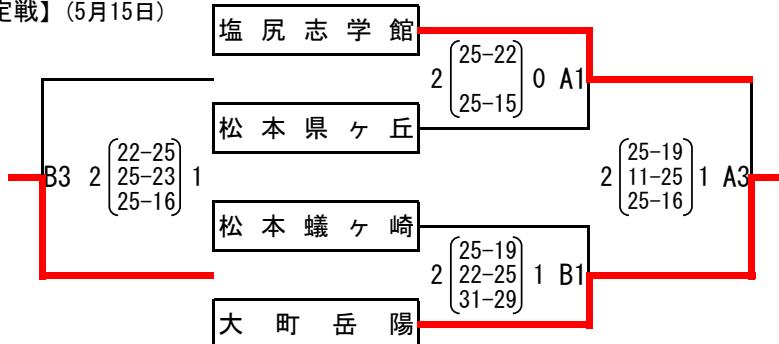 定戦】(5月15日)
塩尻志学館
2 25-22 0 A1
25-15
松本県ヶ丘
B3 2 22-25 1
25-23
25-16
2 25-19 1 A3
11-25
25-16
松本蟻ヶ崎
2 25-19 1 B1
22-25
31-29
大町岳陽